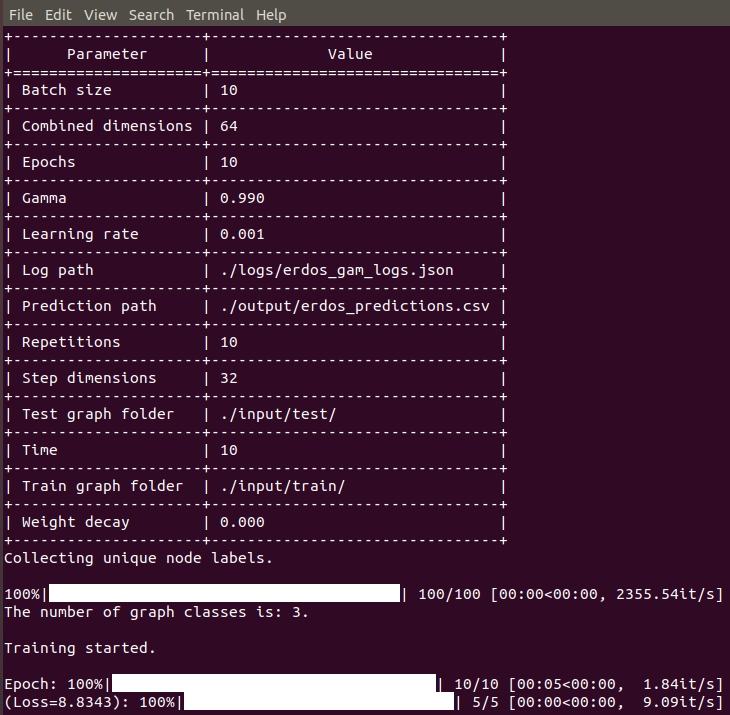 File Edit View Search Terminal Help
+---------------------+--------------------------------+
|      Parameter      |             Value              |
+=====================+================================+
| Batch size          | 10                             |
+---------------------+--------------------------------+
| Combined dimensions | 64                             |
+---------------------+--------------------------------+
| Epochs              | 10                             |
+---------------------+--------------------------------+
| Gamma               | 0.990                          |
+---------------------+--------------------------------+
| Learning rate       | 0.001                          |
+---------------------+--------------------------------+
| Log path            | ./logs/erdos_gam_logs.json     |
+---------------------+--------------------------------+
| Prediction path     | ./output/erdos_predictions.csv |
+---------------------+--------------------------------+
| Repetitions         | 10                             |
+---------------------+--------------------------------+
| Step dimensions     | 32                             |
+---------------------+--------------------------------+
| Test graph folder   | ./input/test/                  |
+---------------------+--------------------------------+
| Time                | 10                             |
+---------------------+--------------------------------+
| Train graph folder  | ./input/train/                 |
+---------------------+--------------------------------+
| Weight decay        | 0.000                          |
+---------------------+--------------------------------+
Collecting unique node labels.
100%| | 100/100 [00:00<00:00, 2355.54it/s]
The number of graph classes is: 3.
Training started.
Epoch: 100%| | 10/10 [00:05<00:00,  1.84it/s]
(Loss=8.8343): 100%| | 5/5 [00:00<00:00,  9.09it/s]